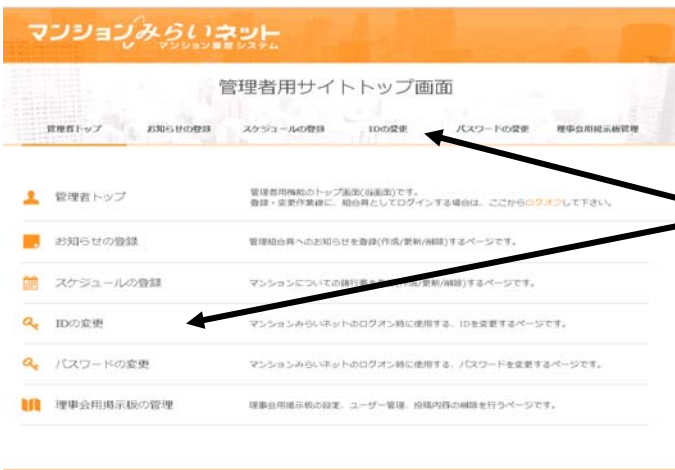 マンションみらいネット
マンション履歴システム
管理者用サイトトップ画面
管理者トップ お知らせの登録 スケジュールの登録 IDの変更 パスワードの変更 理事会用掲示板管理
管理者トップ
管理者用機能のトップ画面(当画面)です。
登録・変更作業後に、組合員としてログインする場合は、ここからログオフして下さい。
お知らせの登録 管理組合員へのお知らせを登録(作成/更新/削除)するページです。
スケジュールの登録 マンションについての諸行事を (作成/更新/削除)するページです。
IDの変更 マンションみらいネットのログオン時に使用する、IDを変更するページです。
パスワードの変更 マンションみらいネットのログオン時に使用する、パスワードを変更するページです。
理事会用掲示板の管理 理事会用掲示板の設定、ユーザー管理、投稿内容の削除を行うページです。